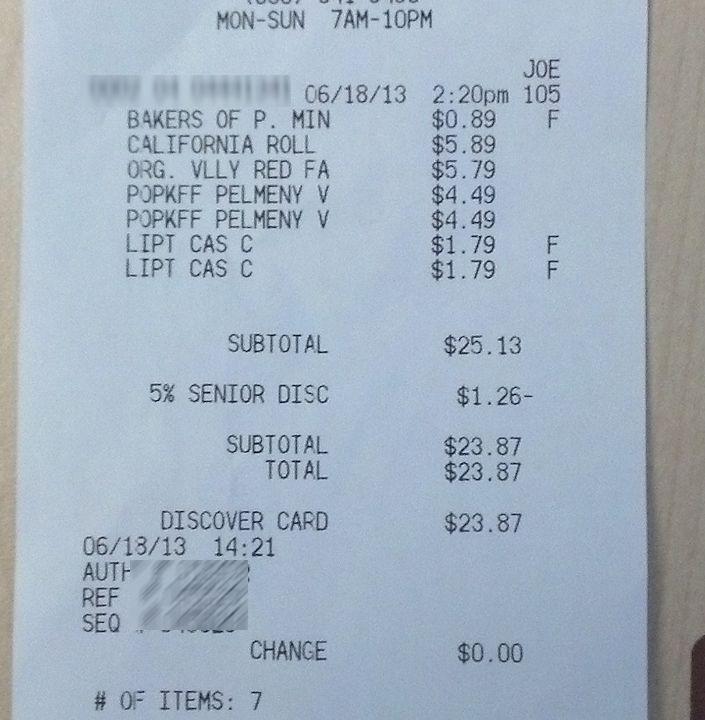 MON-SUN 7AM-10PM
JOE
06/18/13 2:20pm 105
BAKERS OF P. MIN $0.89 F
CALIFORNIA ROLL $5.89
ORG. VLLY RED FA $5.79
POPKFF PELMENY V $4.49
POPKFF PELMENY V $4.49
LIPT CAS C $1.79 F
LIPT CAS C $1.79 F
SUBTOTAL $25.13
5% SENIOR DISC $1.26-
SUBTOTAL $23.87
TOTAL $23.87
DISCOVER CARD $23.87
06/18/13 14:21
AUTH
REF
SEQ
CHANGE $0.00
# OF ITEMS: 7